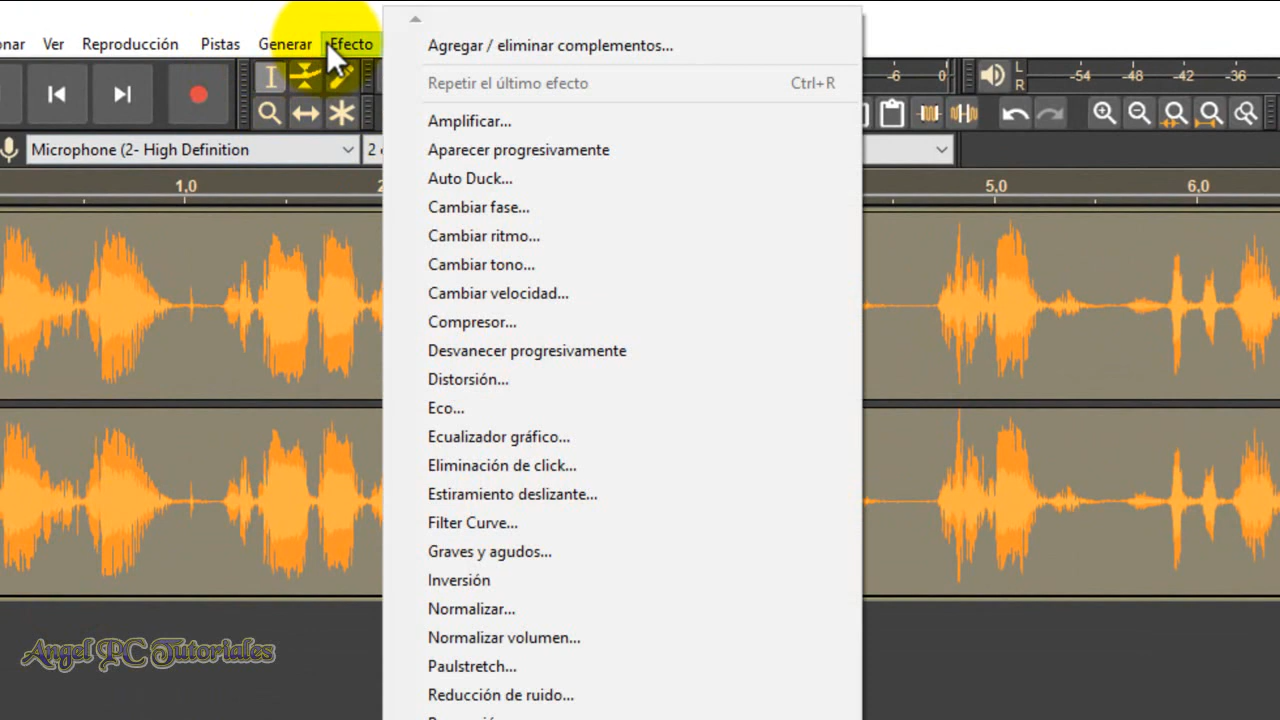 onar Ver Reproducción Pistas Generar Efecto
Agregar / eliminar complementos...
Repetir el último efecto Ctrl+R
Amplificar...
Aparecer progresivamente
Auto Duck...
Cambiar fase...
Cambiar ritmo...
Cambiar tono...
Cambiar velocidad...
Compresor...
Desvanecer progresivamente
Distorsión...
Eco...
Ecualizador gráfico...
Eliminación de click...
Estiramiento deslizante...
Filter Curve...
Graves y agudos...
Inversión
Normalizar...
Normalizar volumen...
Paulstretch...
Reducción de ruido...
-6 0
L
R
-54 -48 -42 -36
Microphone (2- High Definition
2
1,0 2 5,0 6,0
Angel PC Tutoriales